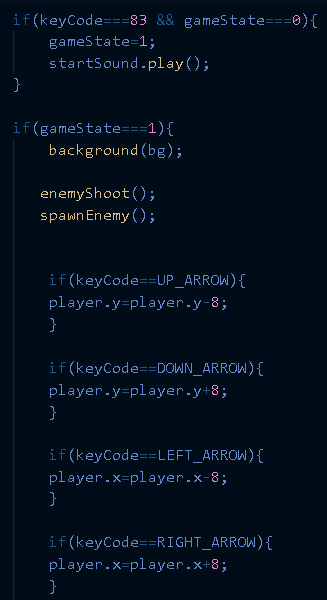 if(keyCode===83 && gameState===0){
gameState=1;
startSound.play();
}
if(gameState===1){
background(bg);
enemyShoot();
spawnEnemy();
if(keyCode==UP_ARROW){
player.y=player.y-8;
}
if(keyCode==DOWN_ARROW){
player.y=player.y+8;
}
if(keyCode==LEFT_ARROW){
player.x=player.x-8;
}
if(keyCode==RIGHT_ARROW){
player.x=player.x+8;
}